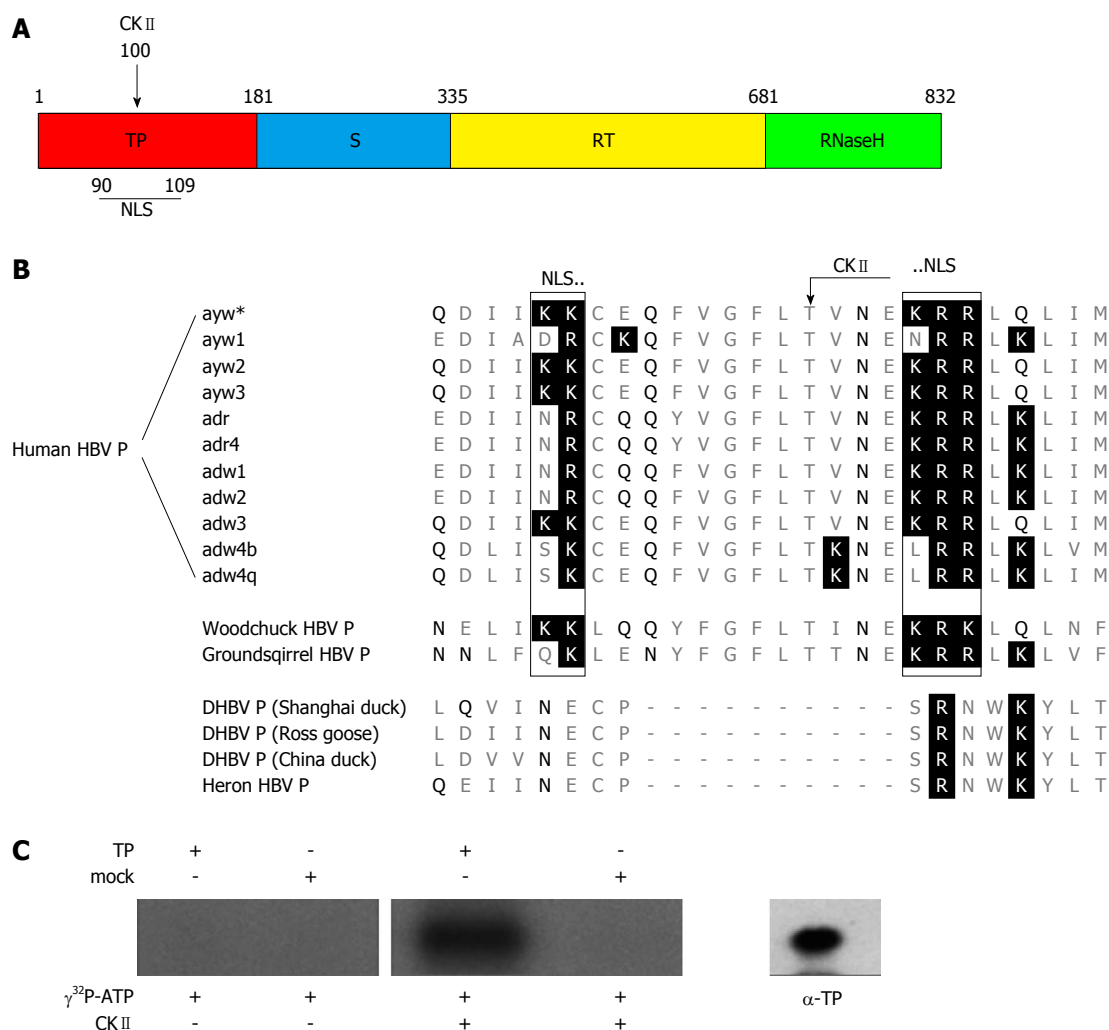 A
CK II
100
1 181 335 681 832
TP S RT RNaseH
90 109
NLS
B
NLS.. CK II ..NLS
ayw* Q D I I K K C E Q F V G F L T V N E K R R L Q L I M
ayw1 E D I A D R C K Q F V G F L T V N E N R R L K L I M
ayw2 Q D I I K K C E Q F V G F L T V N E K R R L Q L I M
ayw3 Q D I I K K C E Q F V G F L T V N E K R R L Q L I M
adr E D I I N R C Q Q Y V G F L T V N E K R R L K L I M
adr4 E D I I N R C Q Q Y V G F L T V N E K R R L K L I M
Human HBV P
adw1 E D I I N R C Q Q F V G F L T V N E K R R L K L I M
adw2 E D I I N R C Q Q F V G F L T V N E K R R L K L I M
adw3 Q D I I K K C E Q F V G F L T V N E K R R L Q L I M
adw4b Q D L I S K C E Q F V G F L T K N E L R R L K L V M
adw4q Q D L I S K C E Q F V G F L T K N E L R R L K L I M
Woodchuck HBV P N E L I K K L Q Q Y F G F L T I N E K R K L Q L N F
Groundsqirrel HBV P N N L F Q K L E N Y F G F L T T N E K R R L K L V F
DHBV P (Shanghai duck) L Q V I N E C P - - - - - - - - - - S R N W K Y L T
DHBV P (Ross goose) L D I I N E C P - - - - - - - - - - S R N W K Y L T
DHBV P (China duck) L D V V N E C P - - - - - - - - - - S R N W K Y L T
Heron HBV P Q E I I N E C P - - - - - - - - - - S R N W K Y L T
C
TP + - + -
mock - + - +
γ³²P-ATP + + + +
α-TP
CK II - - + +